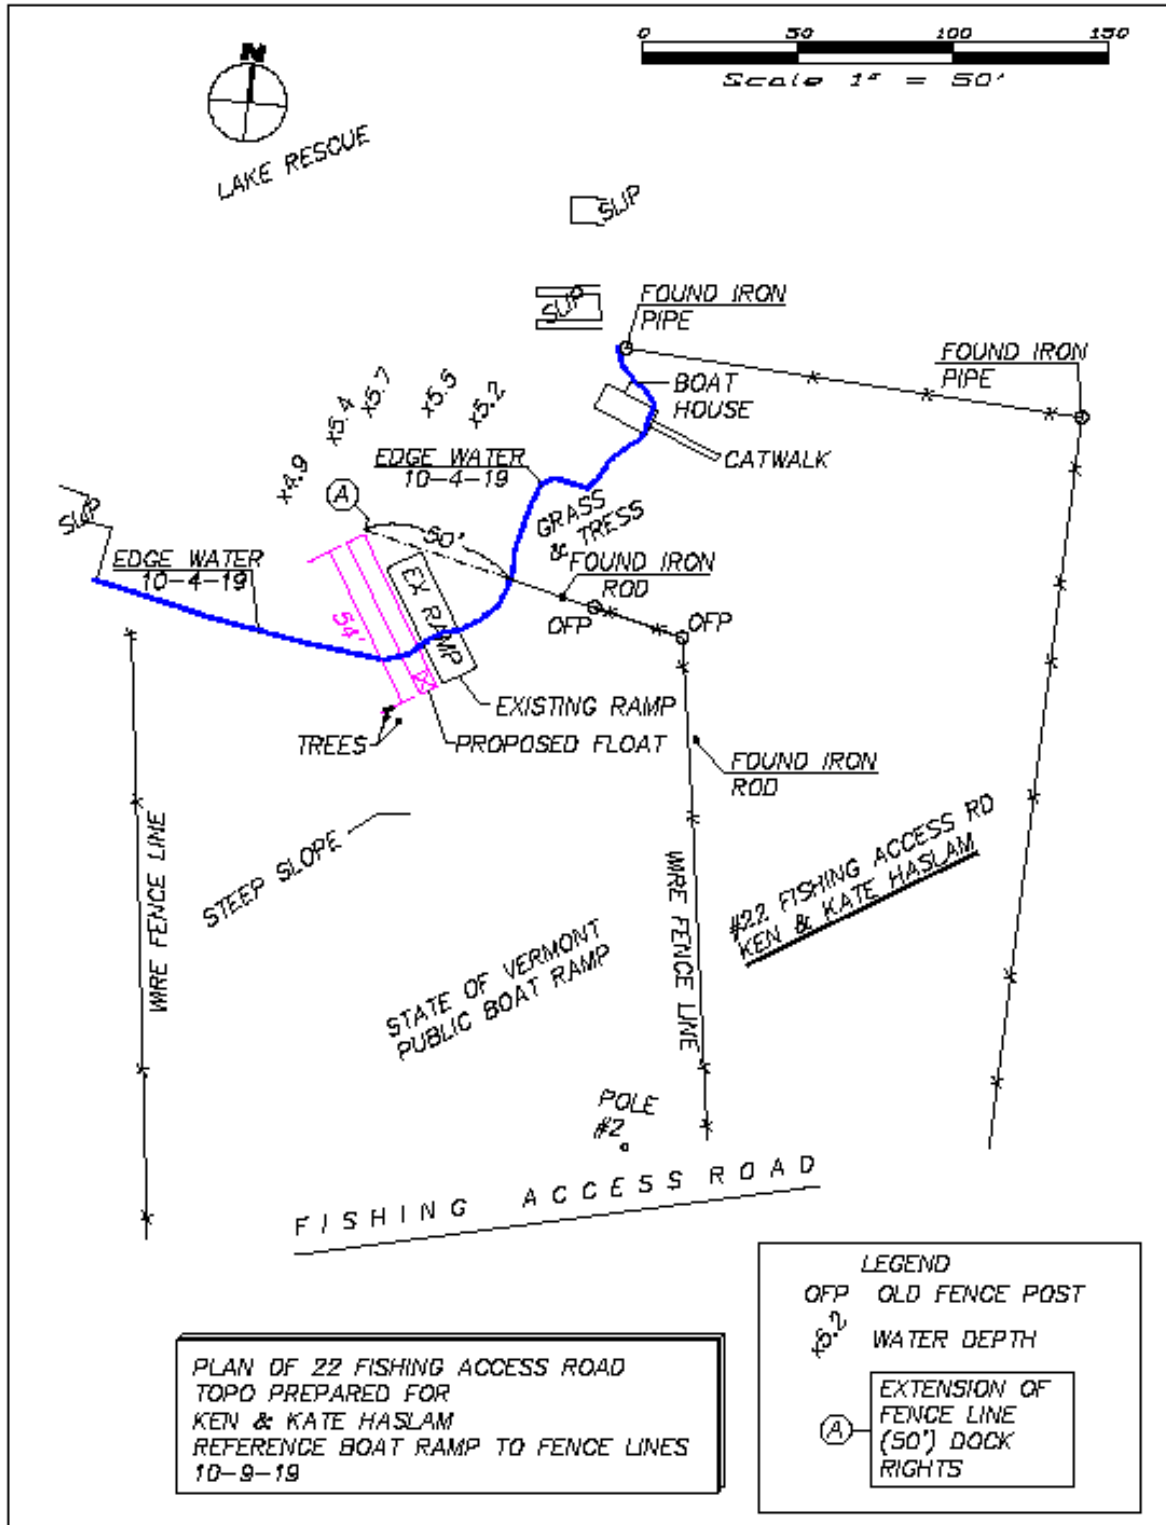 N
0 50 100 150
Scale 1" = 50'
LAKE RESCUE
SLIP
SLIP
FOUND IRON
PIPE
FOUND IRON
PIPE
BOAT
HOUSE
CATWALK
x4.9
x5.4
x5.7
x5.5
x5.2
A
EDGE WATER
10-4-19
GRASS
& TRESS
50'
SLIP
EDGE WATER
10-4-19
FOUND IRON
ROD
OFP
OFP
EX RAMP
54'
EXISTING RAMP
TREES
PROPOSED FLOAT
FOUND IRON
ROD
STEEP SLOPE
WIRE FENCE LINE
WIRE FENCE LINE
#22 FISHING ACCESS RD
KEN & KATE HASLAM
STATE OF VERMONT
PUBLIC BOAT RAMP
POLE
#2
FISHING ACCESS ROAD
LEGEND
OFP OLD FENCE POST
x5.2 WATER DEPTH
A
EXTENSION OF
FENCE LINE
(50') DOCK
RIGHTS
PLAN OF 22 FISHING ACCESS ROAD
TOPO PREPARED FOR
KEN & KATE HASLAM
REFERENCE BOAT RAMP TO FENCE LINES
10-9-19